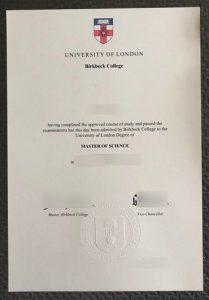 UNIVERSITY OF LONDON
Birkbeck College
having completed the approved course of study and passed the
examinations has this day been admitted by Birkbeck College to the
University of London Degree of
MASTER OF SCIENCE
in
Master Birkbeck College
Vice-Chancellor